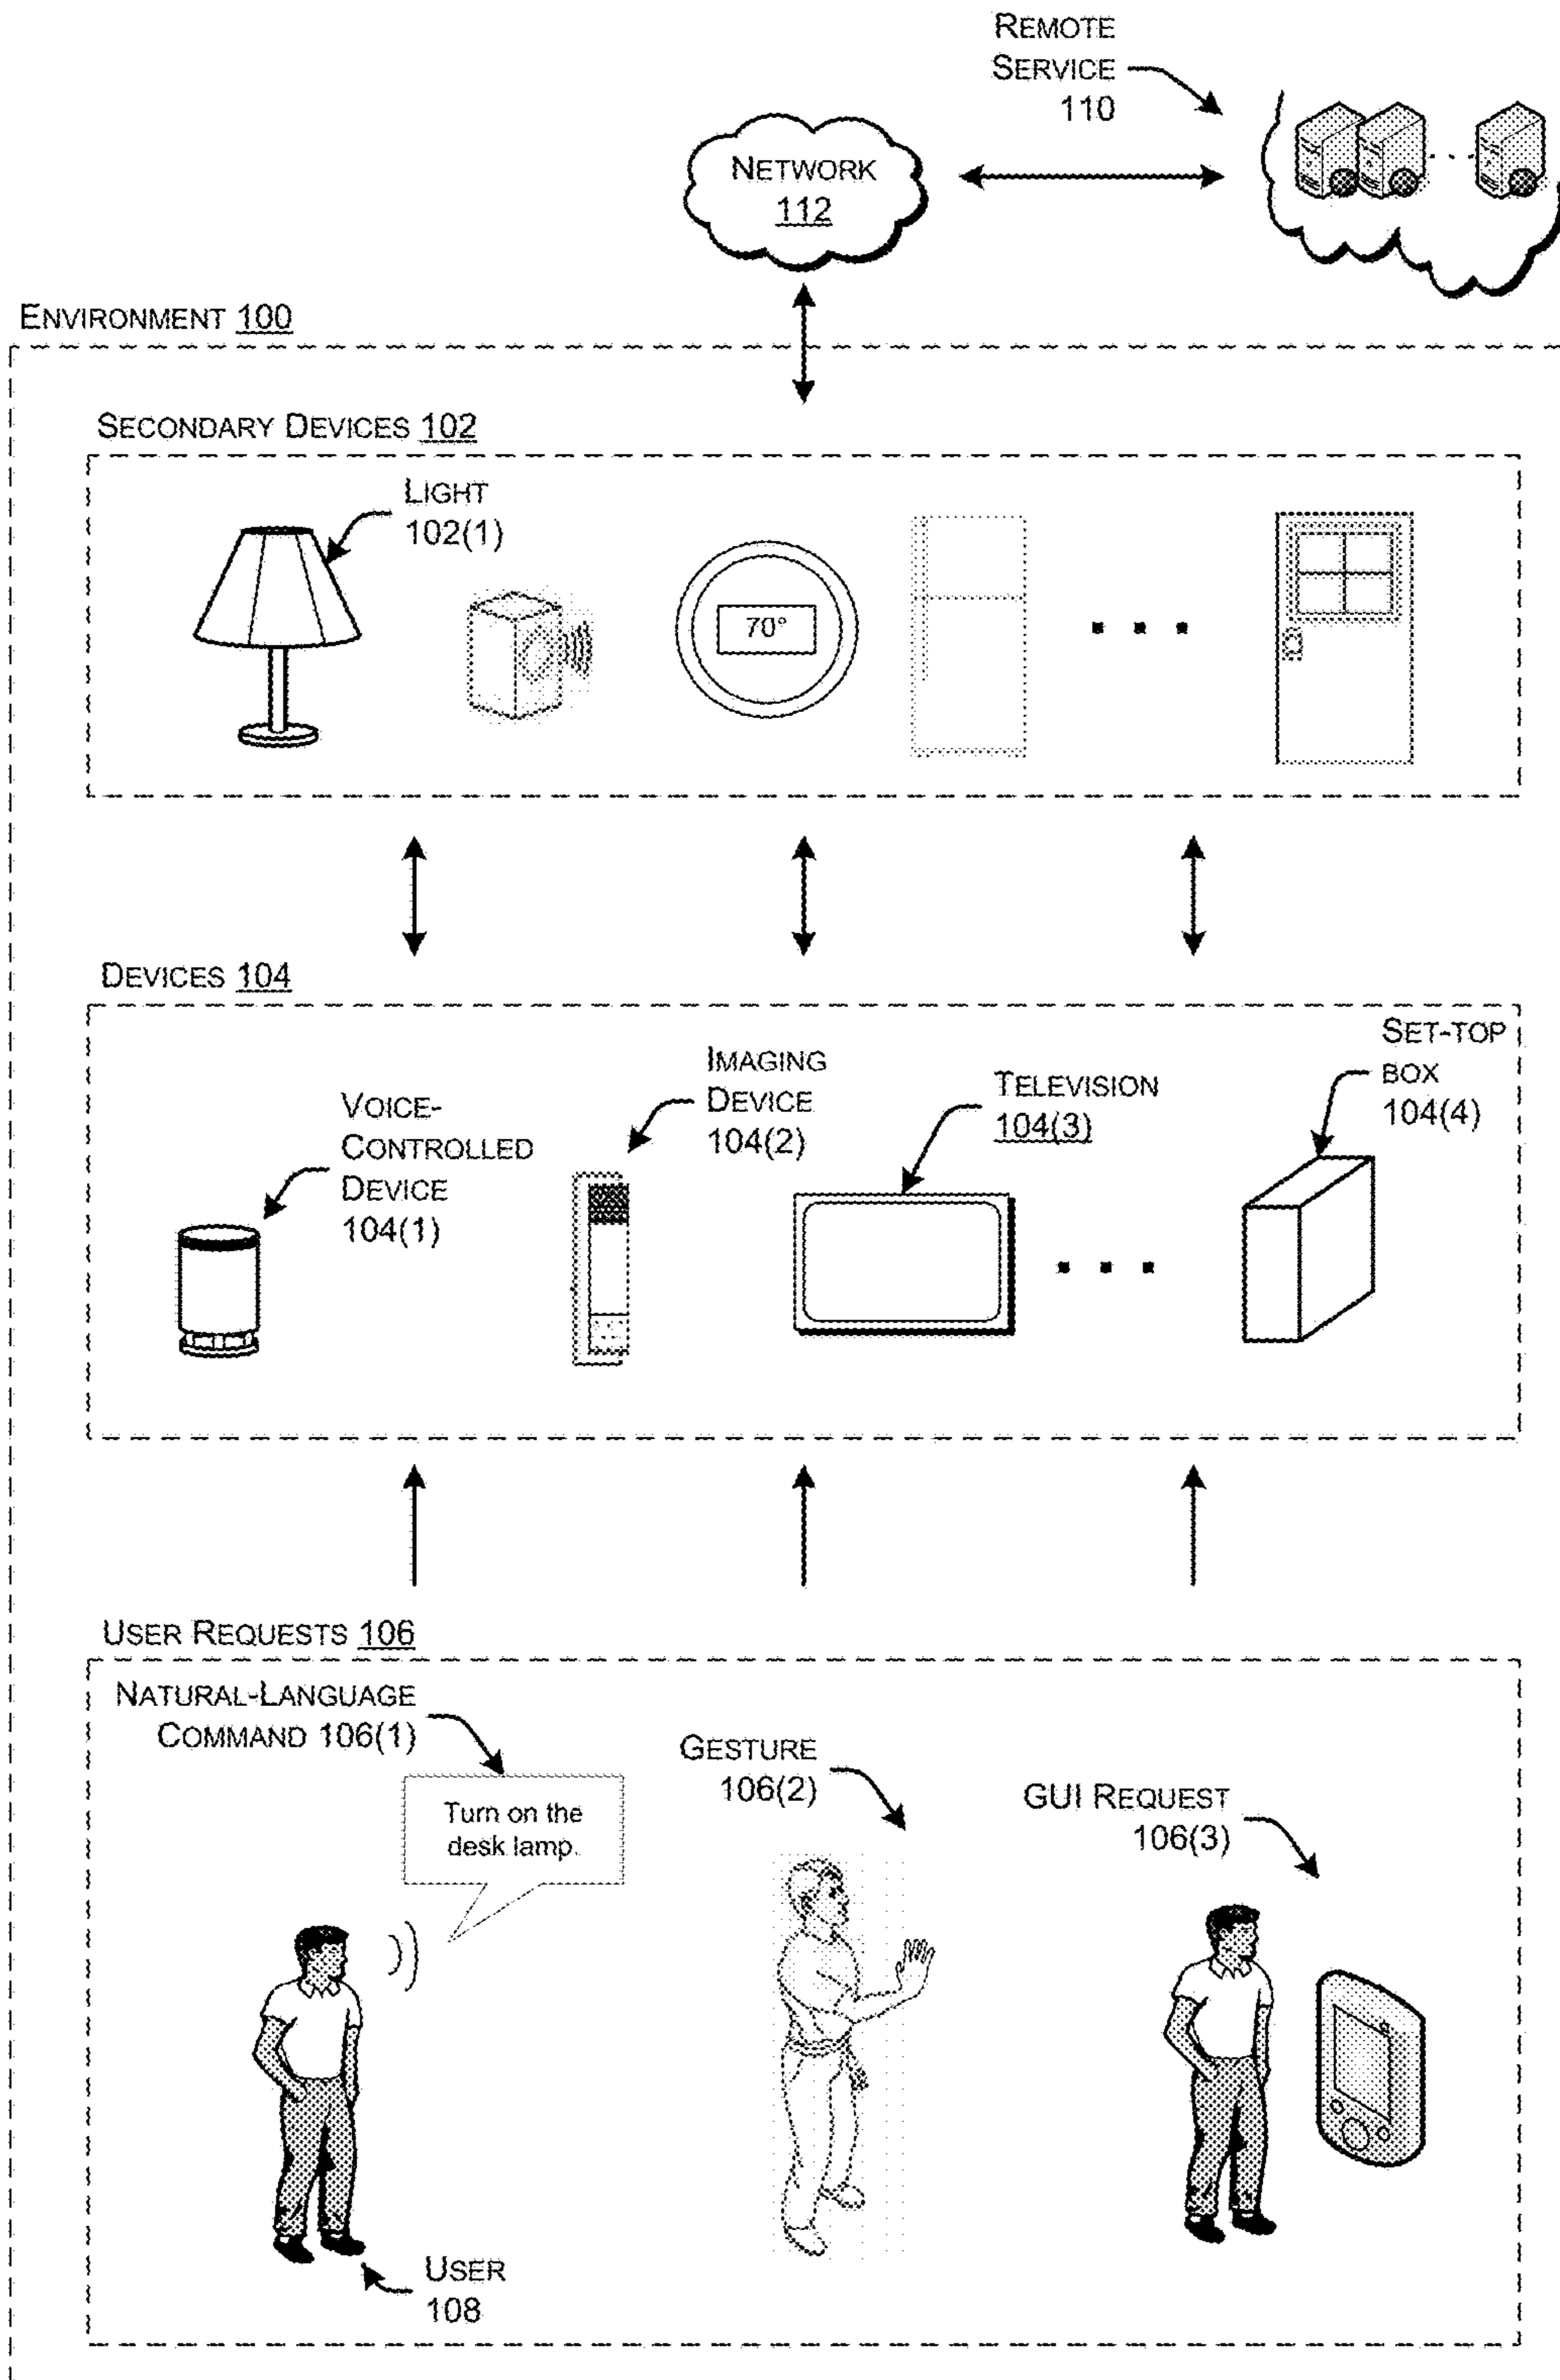 REMOTE
SERVICE
110
NETWORK
112
ENVIRONMENT 100
SECONDARY DEVICES 102
LIGHT
102(1)
70°
DEVICES 104
VOICE-
CONTROLLED
DEVICE
104(1)
IMAGING
DEVICE
104(2)
TELEVISION
104(3)
SET-TOP
BOX
104(4)
USER REQUESTS 106
NATURAL-LANGUAGE
COMMAND 106(1)
Turn on the
desk lamp.
GESTURE
106(2)
GUI REQUEST
106(3)
USER
108